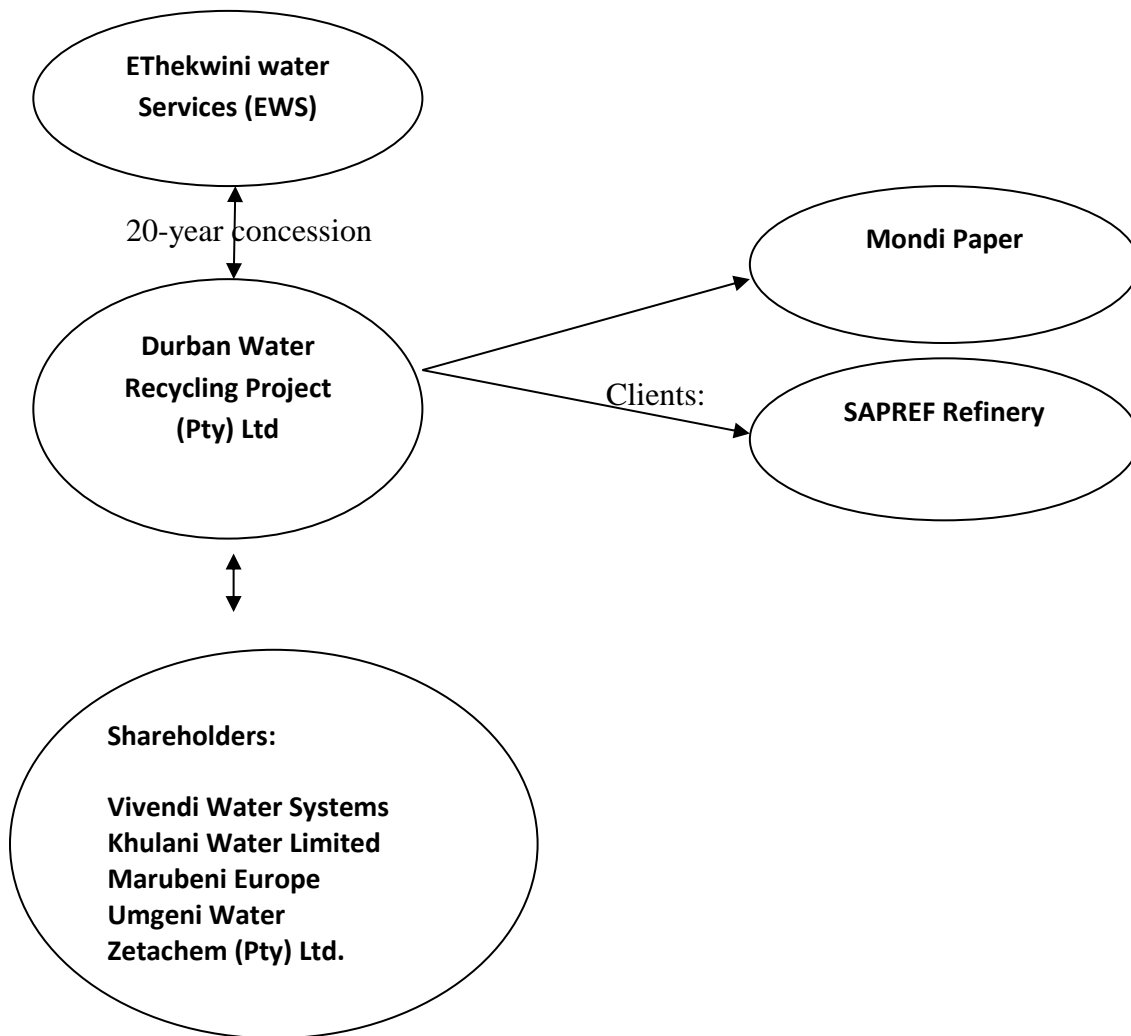 EThekwini water
Services (EWS)
20-year concession
Mondi Paper
Durban Water
Recycling Project
(Pty) Ltd
Clients:
SAPREF Refinery
Shareholders:
Vivendi Water Systems
Khulani Water Limited
Marubeni Europe
Umgeni Water
Zetachem (Pty) Ltd.